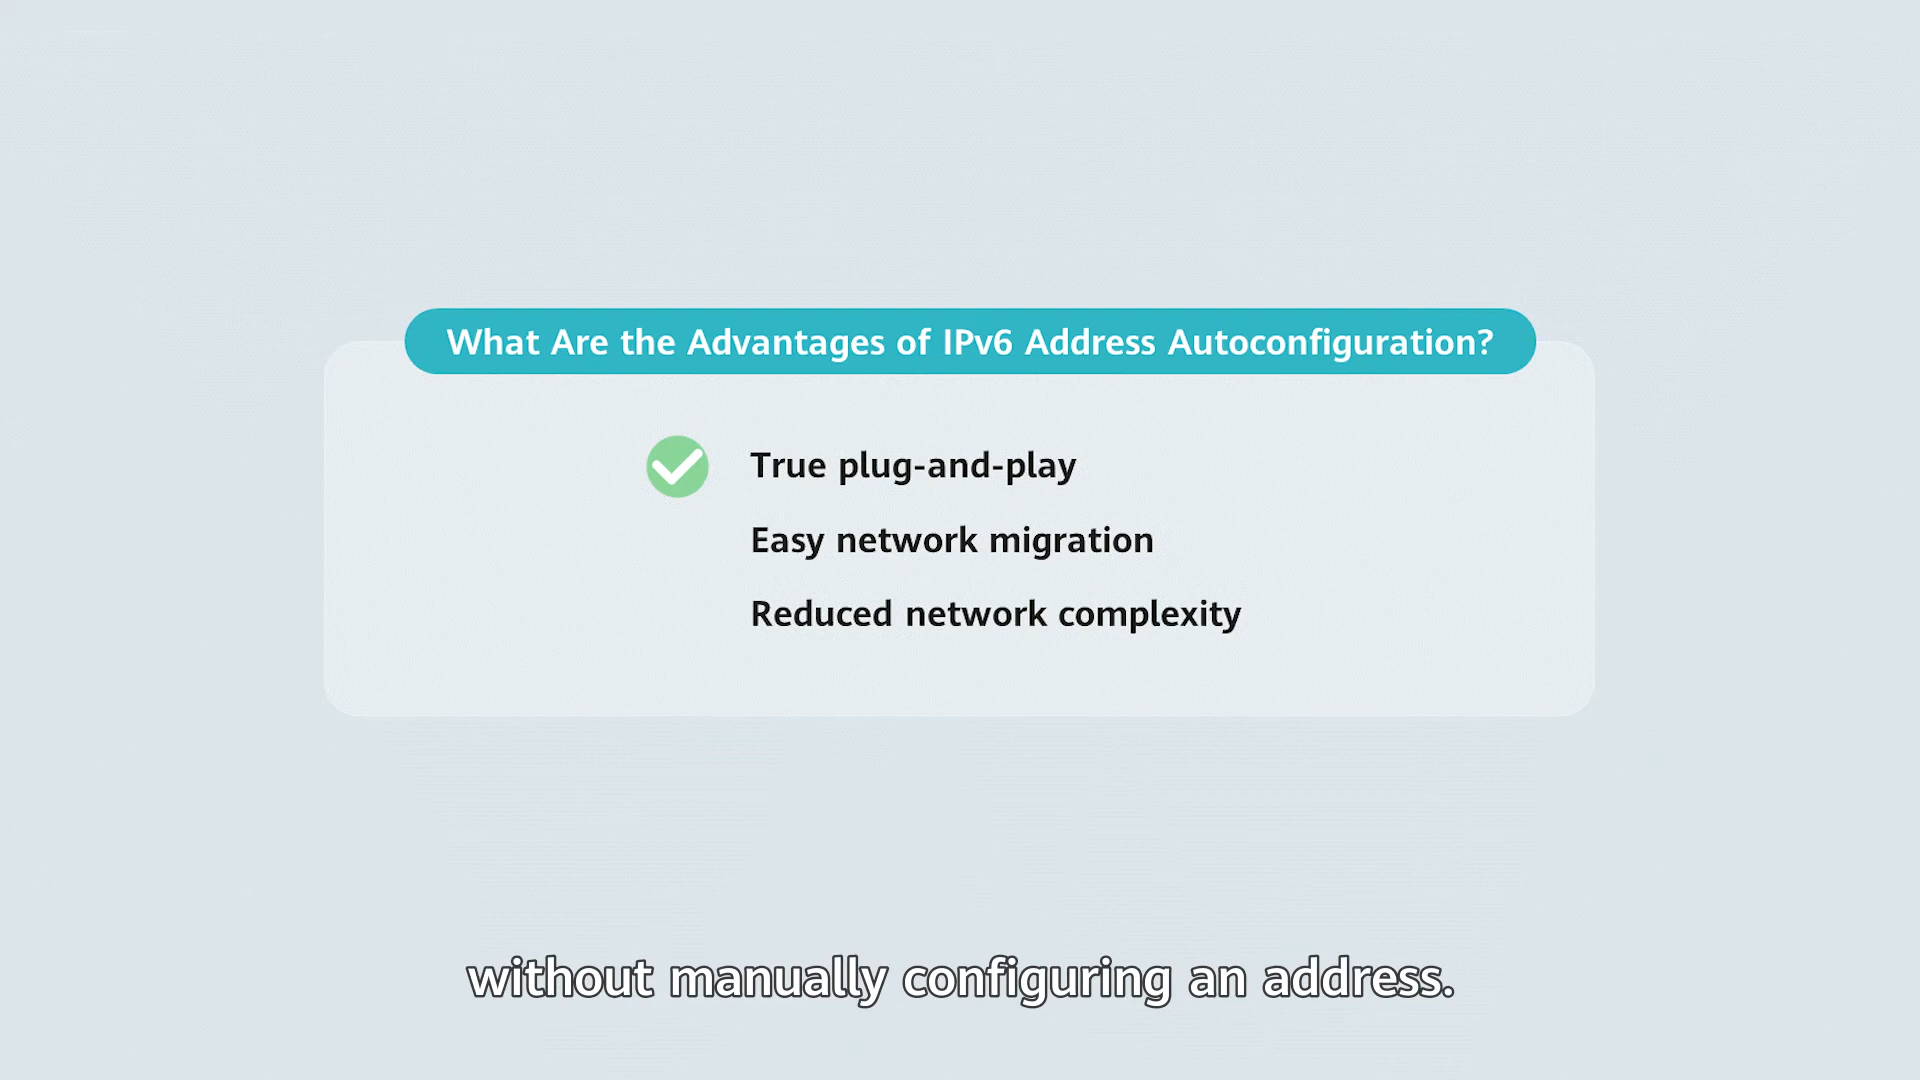 What Are the Advantages of IPv6 Address Autoconfiguration?
True plug-and-play
Easy network migration
Reduced network complexity
without manually configuring an address.